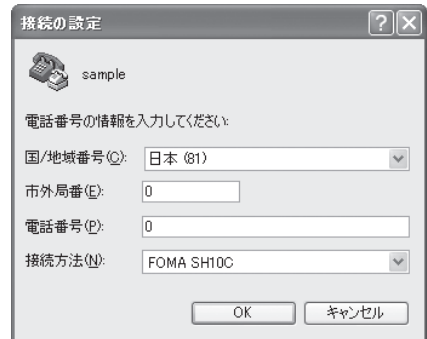 接続の設定
sample
電話番号の情報を入力してください:
国/地域番号(C): 日本 (81)
市外局番(E): 0
電話番号(P): 0
接続方法(N): FOMA SH10C
OK キャンセル